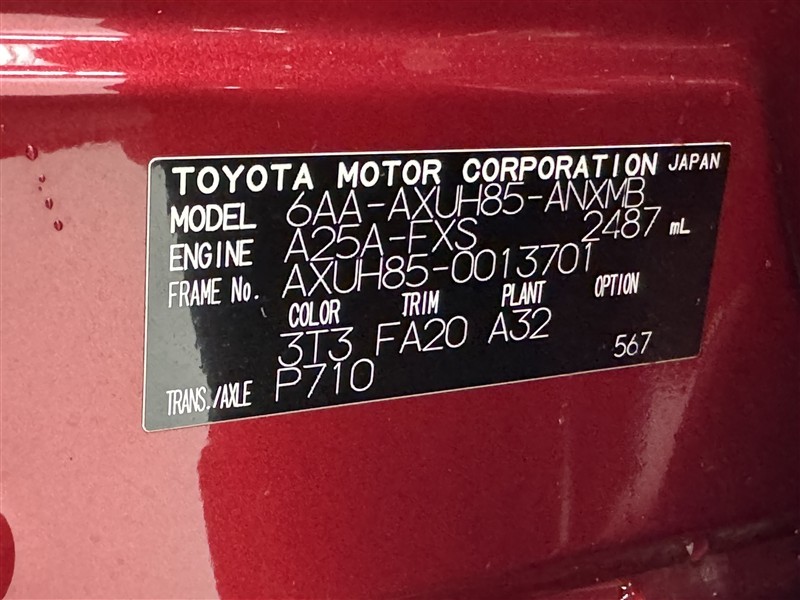 TOYOTA MOTOR CORPORATION JAPAN
MODEL 6AA-AXUH85-ANXMB
ENGINE A25A-FXS 2487 mL
FRAME No. AXUH85-0013701
COLOR TRIM PLANT OPTION
3T3 FA20 A32
TRANS./AXLE P710 567